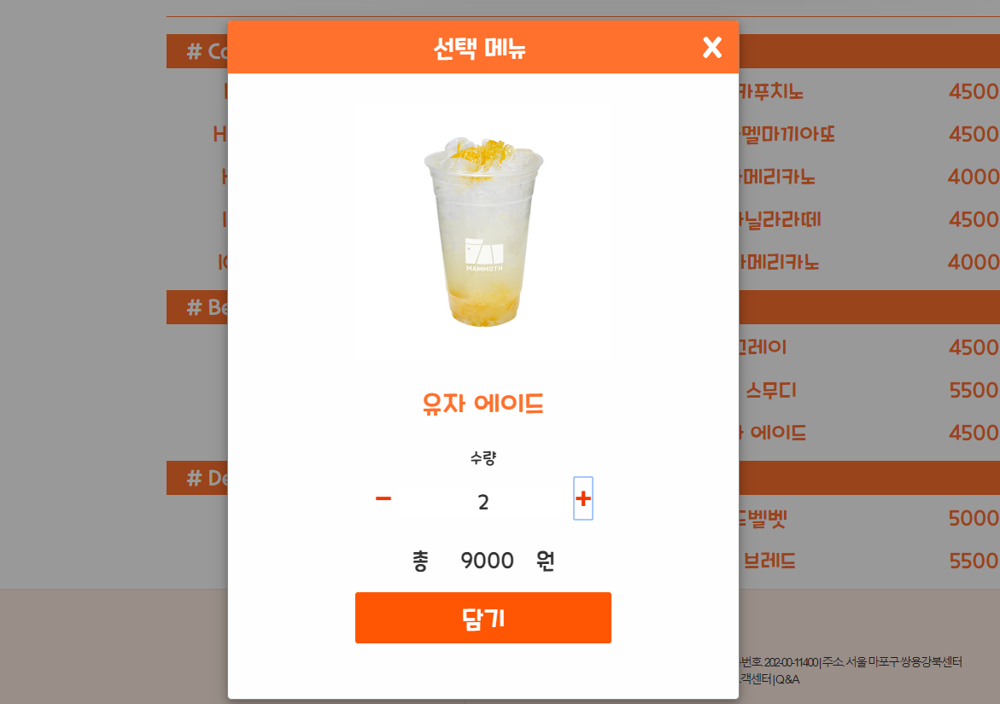 선택 메뉴 X
# Co
카푸치노 4500
멜마끼아또 4500
메리카노 4000
닐라라떼 4500
메리카노 4000
# Be
그레이 4500
스무디 5500
에이드 4500
# De
드벨벳 5000
브레드 5500
MAMMOTH
유자 에이드
수량
- 2 +
총 9000 원
담기
번호. 202-00-11400 | 주소. 서울 마포구 쌍용강북센터
객센터 | Q&A